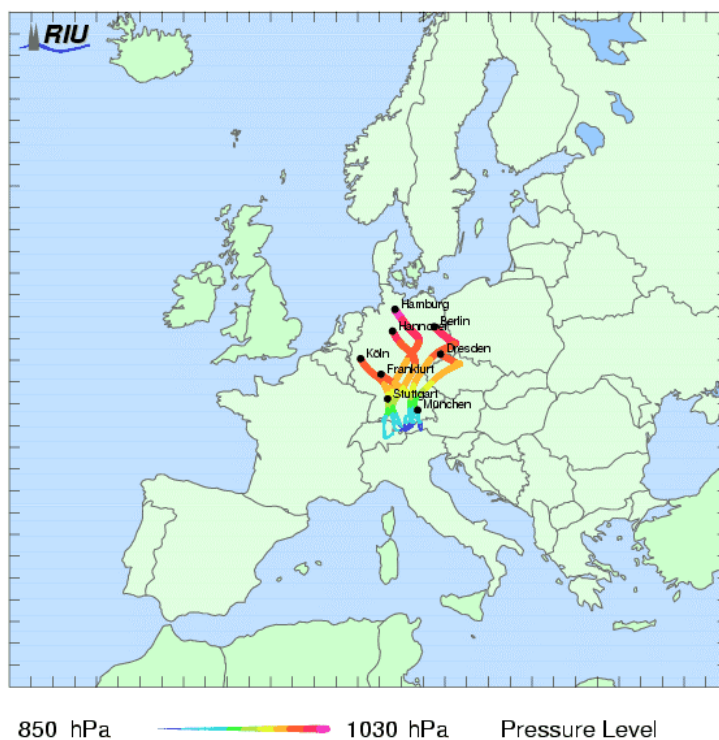 RIU
Hamburg
Hannover
Berlin
Köln
Dresden
Frankfurt
Stuttgart
München
850 hPa 1030 hPa Pressure Level